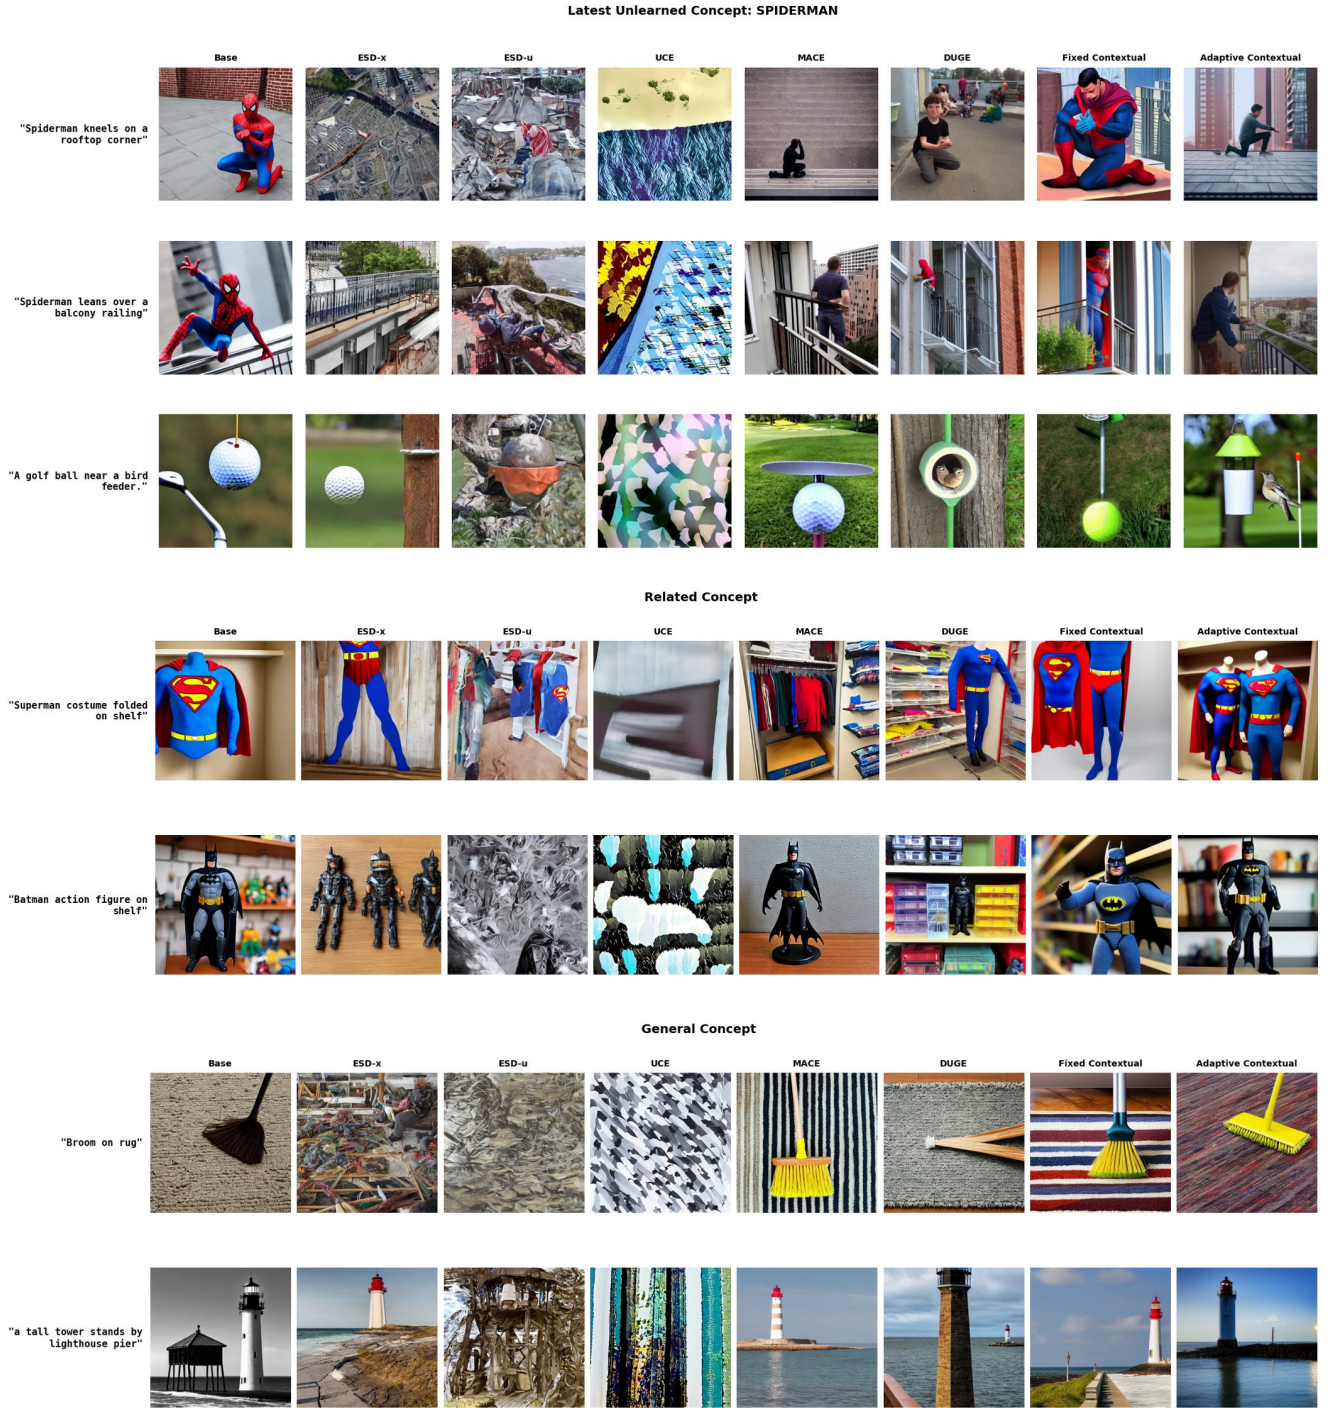 Latest Unlearned Concept: SPIDERMAN
Base ESD-x ESD-u UCE MACE DUGE Fixed Contextual Adaptive Contextual
"Spiderman kneels on a
rooftop corner"
"Spiderman leans over a
balcony railing"
"A golf ball near a bird
feeder."
Related Concept
Base ESD-x ESD-u UCE MACE DUGE Fixed Contextual Adaptive Contextual
"Superman costume folded
on shelf"
"Batman action figure on
shelf"
General Concept
Base ESD-x ESD-u UCE MACE DUGE Fixed Contextual Adaptive Contextual
"Broom on rug"
"a tall tower stands by
lighthouse pier"